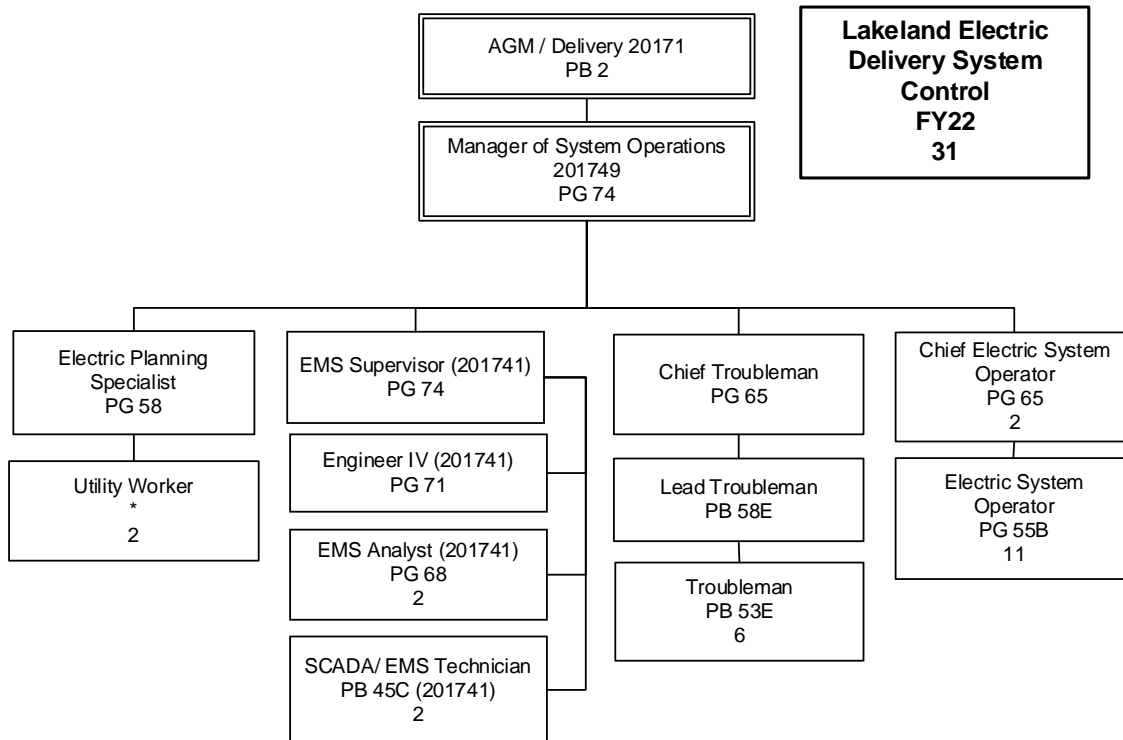 AGM / Delivery 20171
PB 2
Lakeland Electric
Delivery System
Control
FY22
31
Manager of System Operations
201749
PG 74
Electric Planning
Specialist
PG 58
Utility Worker
*
2
EMS Supervisor (201741)
PG 74
Engineer IV (201741)
PG 71
EMS Analyst (201741)
PG 68
2
SCADA/ EMS Technician
PB 45C (201741)
2
Chief Troubleman
PG 65
Lead Troubleman
PB 58E
Troubleman
PB 53E
6
Chief Electric System
Operator
PG 65
2
Electric System
Operator
PG 55B
11